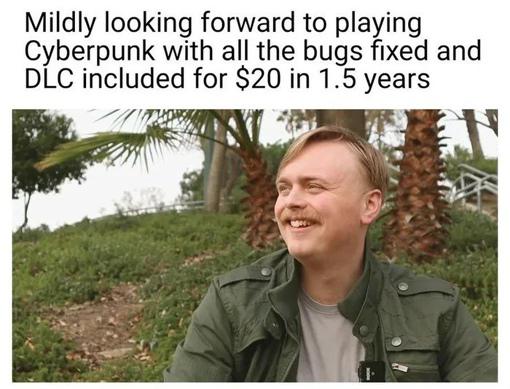 Mildly looking forward to playing
Cyberpunk with all the bugs fixed and
DLC included for $20 in 1.5 years